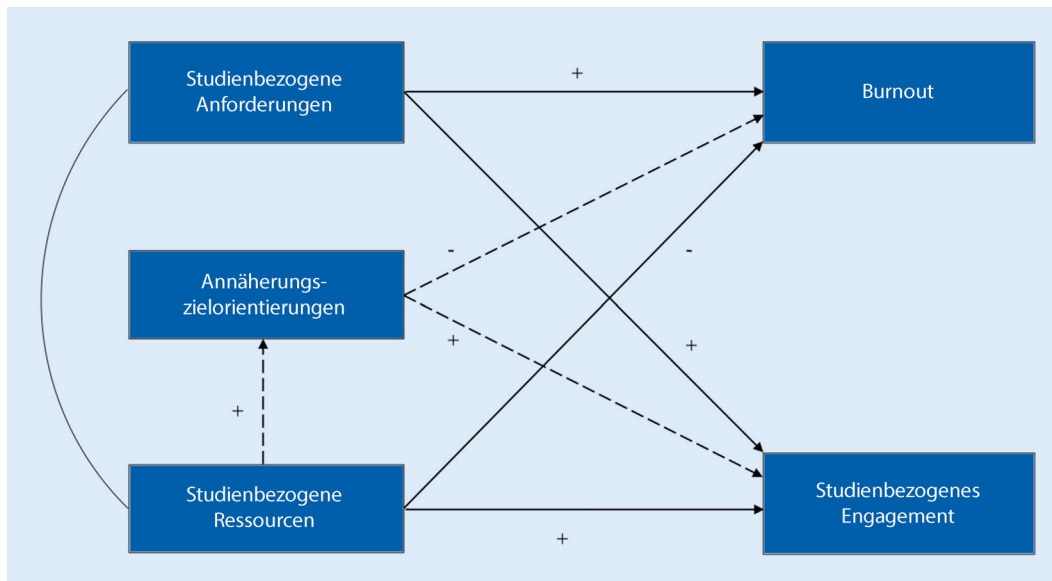 Studienbezogene
Anforderungen
+
Burnout
-
-
Annäherungs-
zielorientierungen
+
+
+
Studienbezogene
Ressourcen
+
Studienbezogenes
Engagement